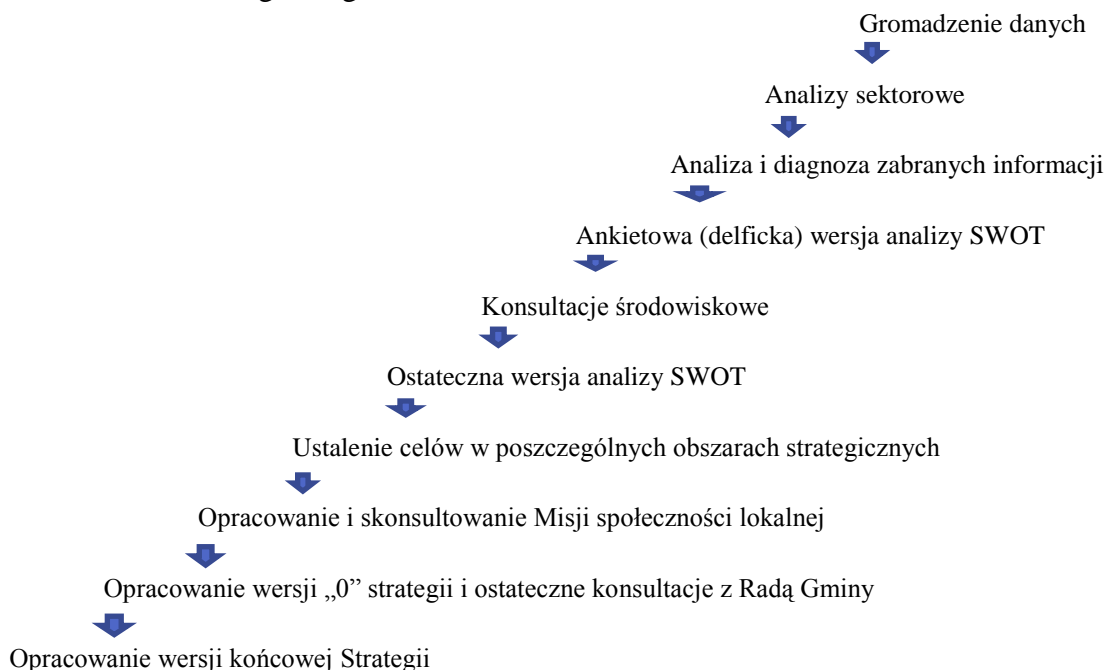 Gromadzenie danych
Analizy sektorowe
Analiza i diagnoza zabranych informacji
Ankietowa (delficka) wersja analizy SWOT
Konsultacje środowiskowe
Ostateczna wersja analizy SWOT
Ustalenie celów w poszczególnych obszarach strategicznych
Opracowanie i skonsultowanie Misji społeczności lokalnej
Opracowanie wersji „0” strategii i ostateczne konsultacje z Radą Gminy
Opracowanie wersji końcowej Strategii